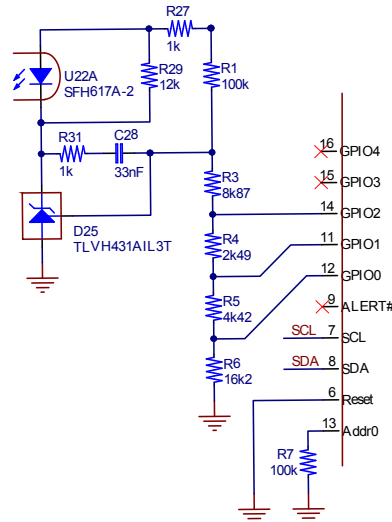 R27
1k
U22A
SFH617A-2
R29
12k
R1
100k
R31
1k
C28
33nF
R3
8k87
D25
TLVH431AIL3T
R4
2k49
R5
4k42
R6
16k2
16 GPIO4
15 GPIO3
14 GPIO2
11 GPIO1
12 GPIO0
9 ALERT#
SCL 7 SCL
SDA 8 SDA
6 Reset
13 Addr0
R7
100k